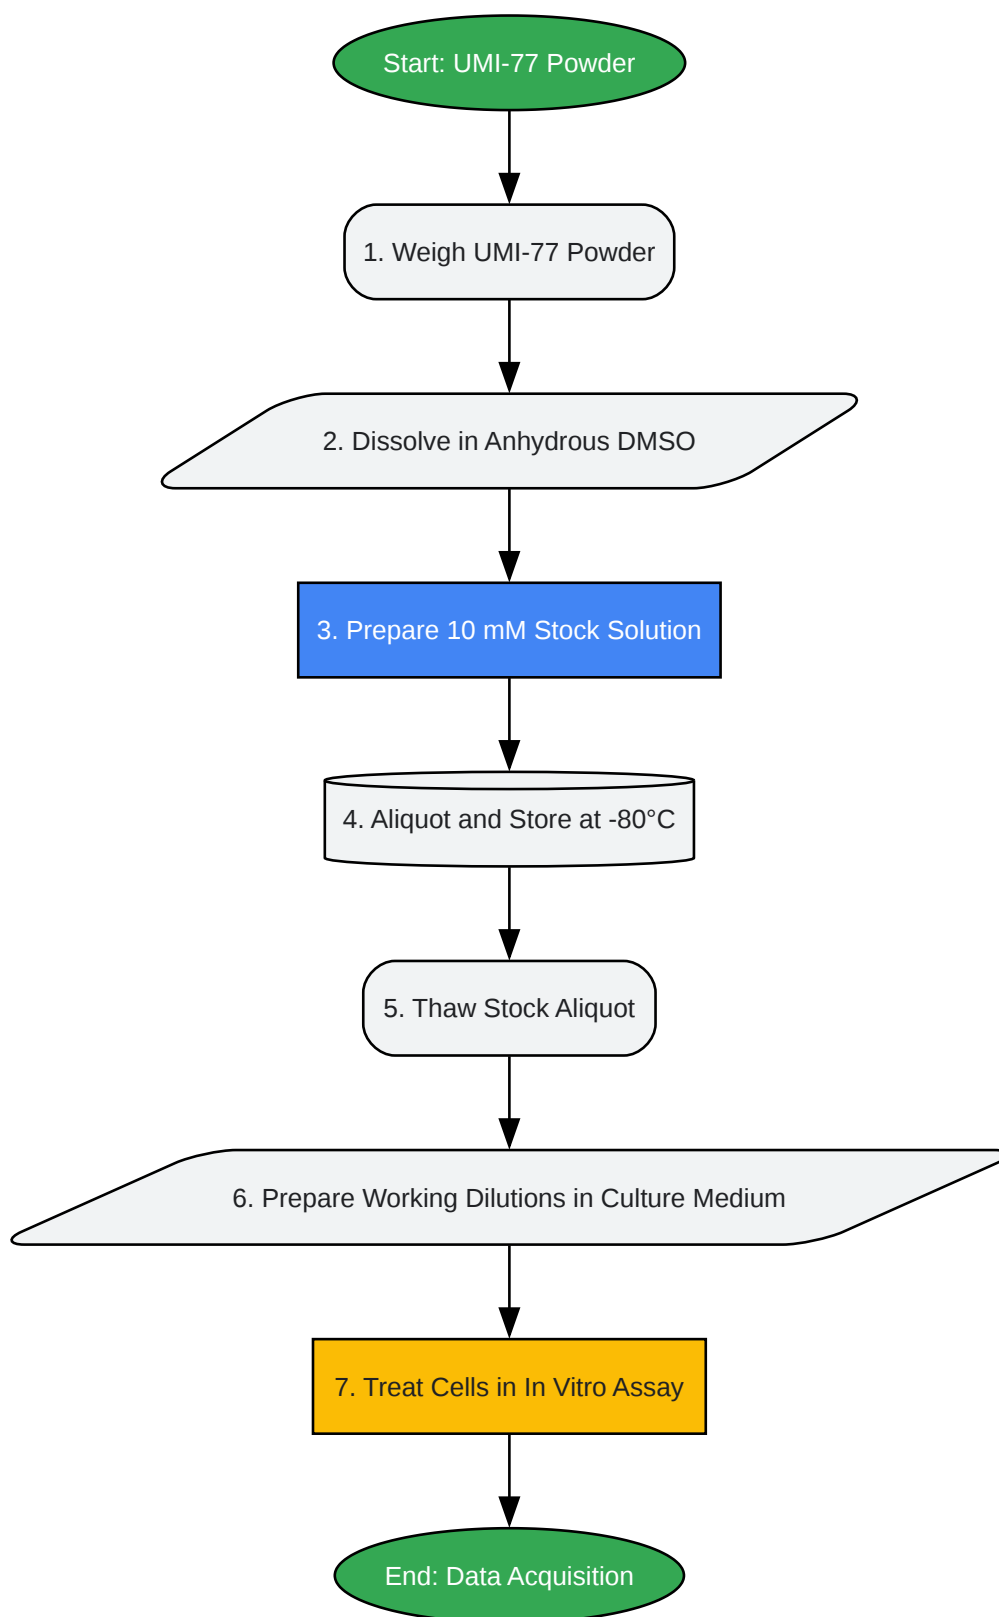 Start: UMI-77 Powder
1. Weigh UMI-77 Powder
2. Dissolve in Anhydrous DMSO
3. Prepare 10 mM Stock Solution
4. Aliquot and Store at -80°C
5. Thaw Stock Aliquot
6. Prepare Working Dilutions in Culture Medium
7. Treat Cells in In Vitro Assay
End: Data Acquisition